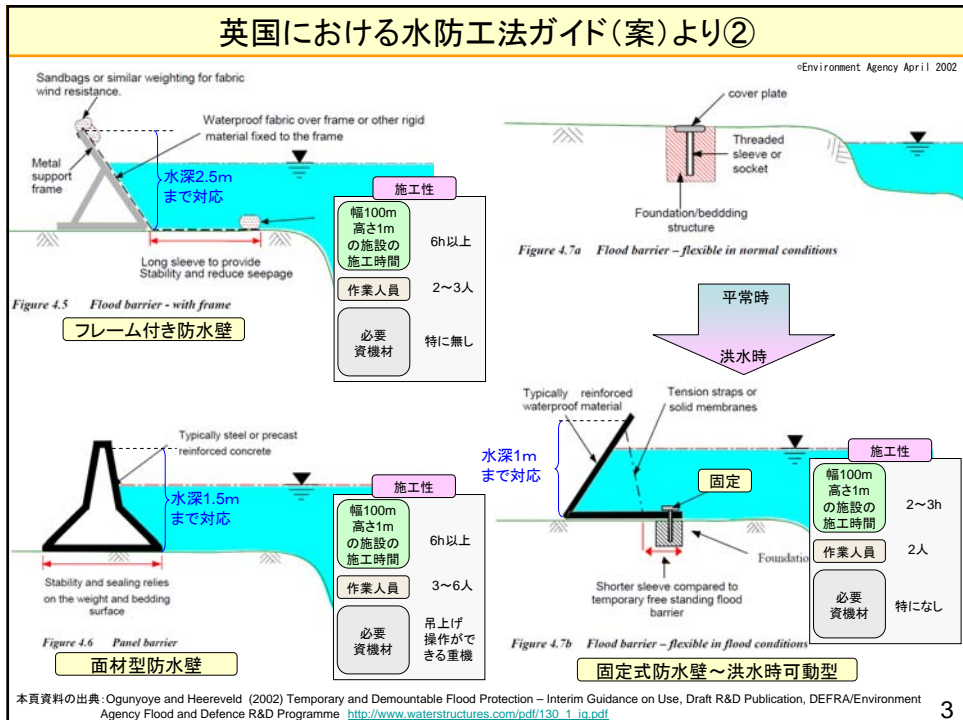 英国における水防工法ガイド(案)より②
©Environment Agency April 2002
Sandbags or similar weighting for fabric
wind resistance.
Waterproof fabric over frame or other rigid
material fixed to the frame
Metal
support
frame
水深2.5m
まで対応
Long sleeve to provide
Stability and reduce seepage
Figure 4.5 Flood barrier - with frame
フレーム付き防水壁
施工性
幅100m
高さ1m
の施設の
施工時間
6h以上
作業人員
2~3人
必要
資機材
特に無し
cover plate
Threaded
sleeve or
socket
Foundation/beddding
structure
Figure 4.7a Flood barrier – flexible in normal conditions
平常時
洪水時
Typically steel or precast
reinforced concrete
水深1.5m
まで対応
Stability and sealing relies
on the weight and bedding
surface
Figure 4.6 Panel barrier
面材型防水壁
施工性
幅100m
高さ1m
の施設の
施工時間
6h以上
作業人員
3~6人
必要
資機材
吊上げ
操作がで
きる重機
Typically reinforced
waterproof material
Tension straps or
solid membranes
水深1m
まで対応
固定
Foundation
Shorter sleeve compared to
temporary free standing flood
barrier
Figure 4.7b Flood barrier – flexible in flood conditions
固定式防水壁~洪水時可動型
施工性
幅100m
高さ1m
の施設の
施工時間
2~3h
作業人員
2人
必要
資機材
特になし
本頁資料の出典:Ogunyoye and Heereveld (2002) Temporary and Demountable Flood Protection – Interim Guidance on Use, Draft R&D Publication, DEFRA/Environment
Agency Flood and Defence R&D Programme http://www.waterstructures.com/pdf/130_1_ig.pdf
3